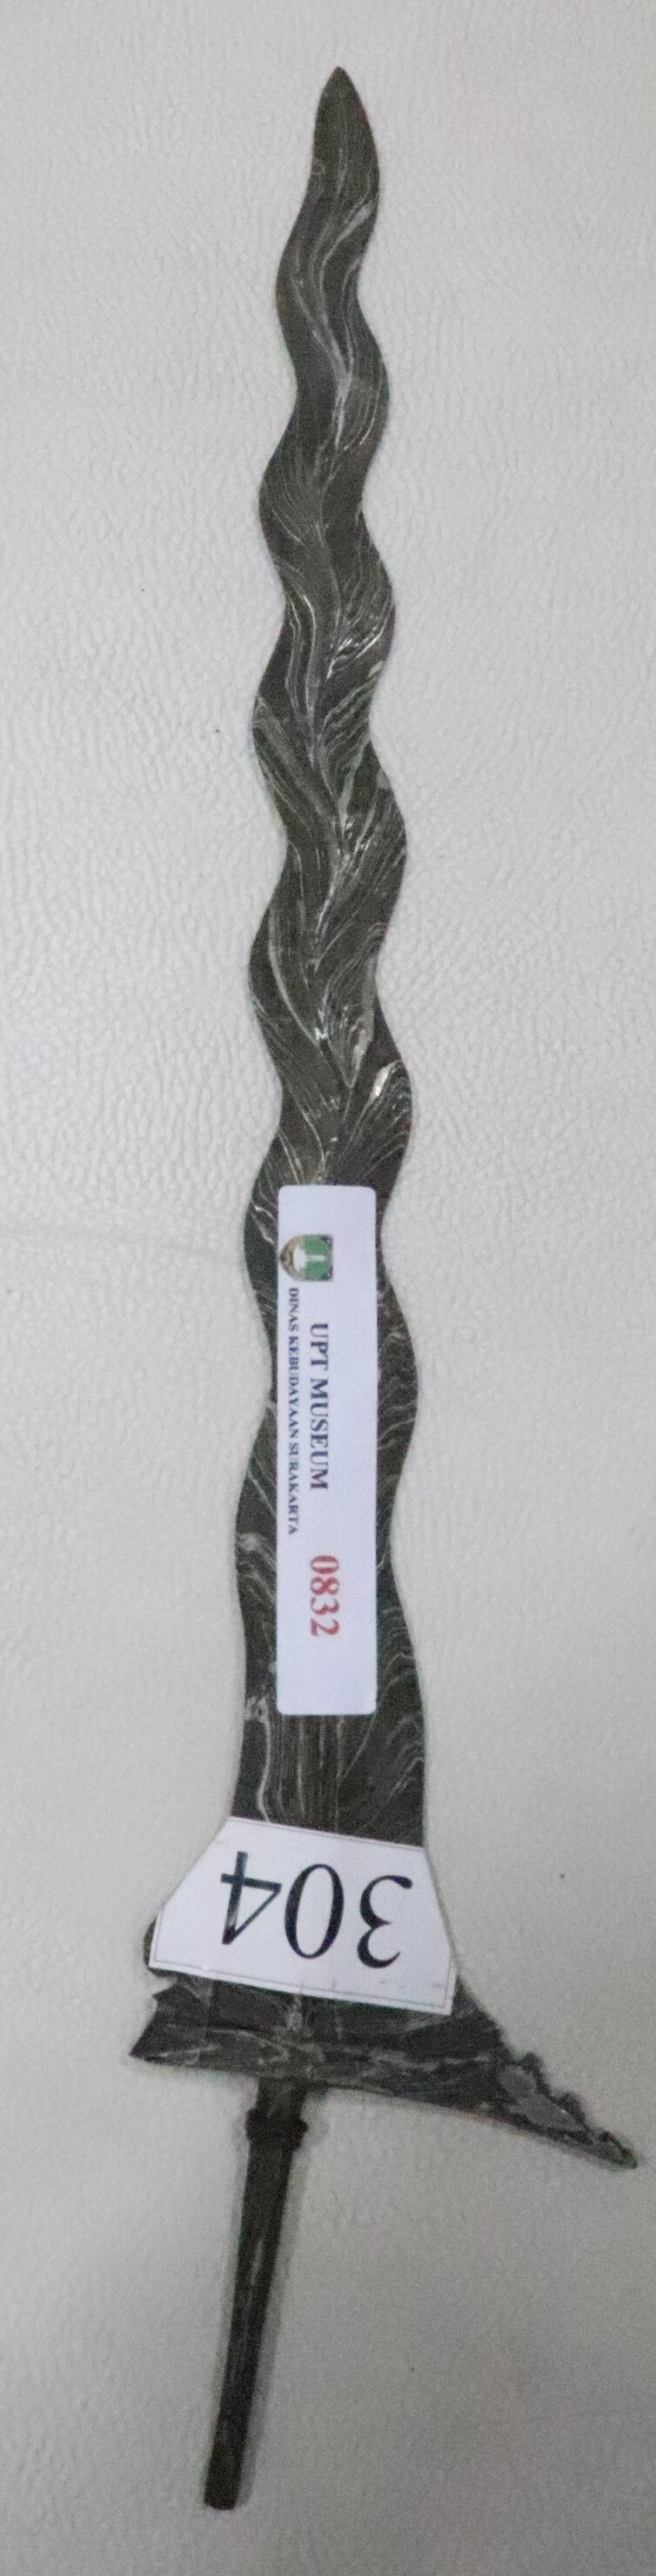 UPT MUSEUM
DINAS KEBUDAYAAN SURAKARTA
0832
304